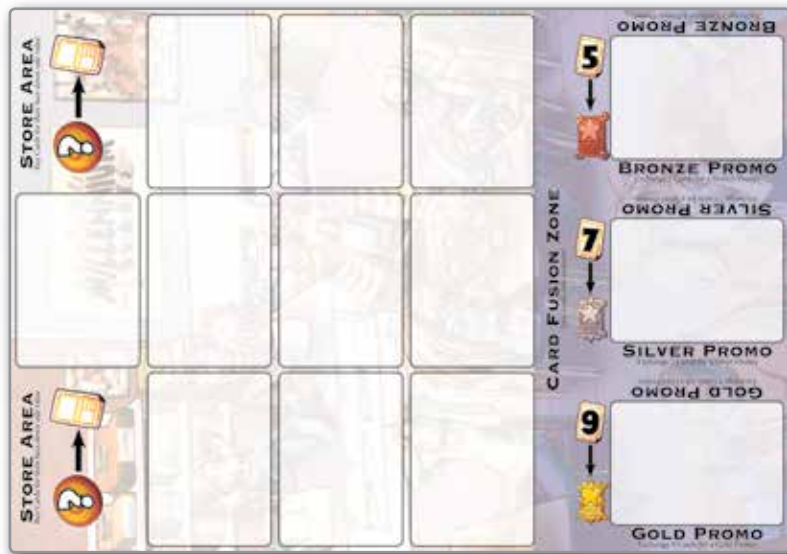 STORE AREA
?
STORE AREA
?
CARD FUSION ZONE
BRONZE PROMO
5
BRONZE PROMO
SILVER PROMO
7
SILVER PROMO
GOLD PROMO
9
GOLD PROMO